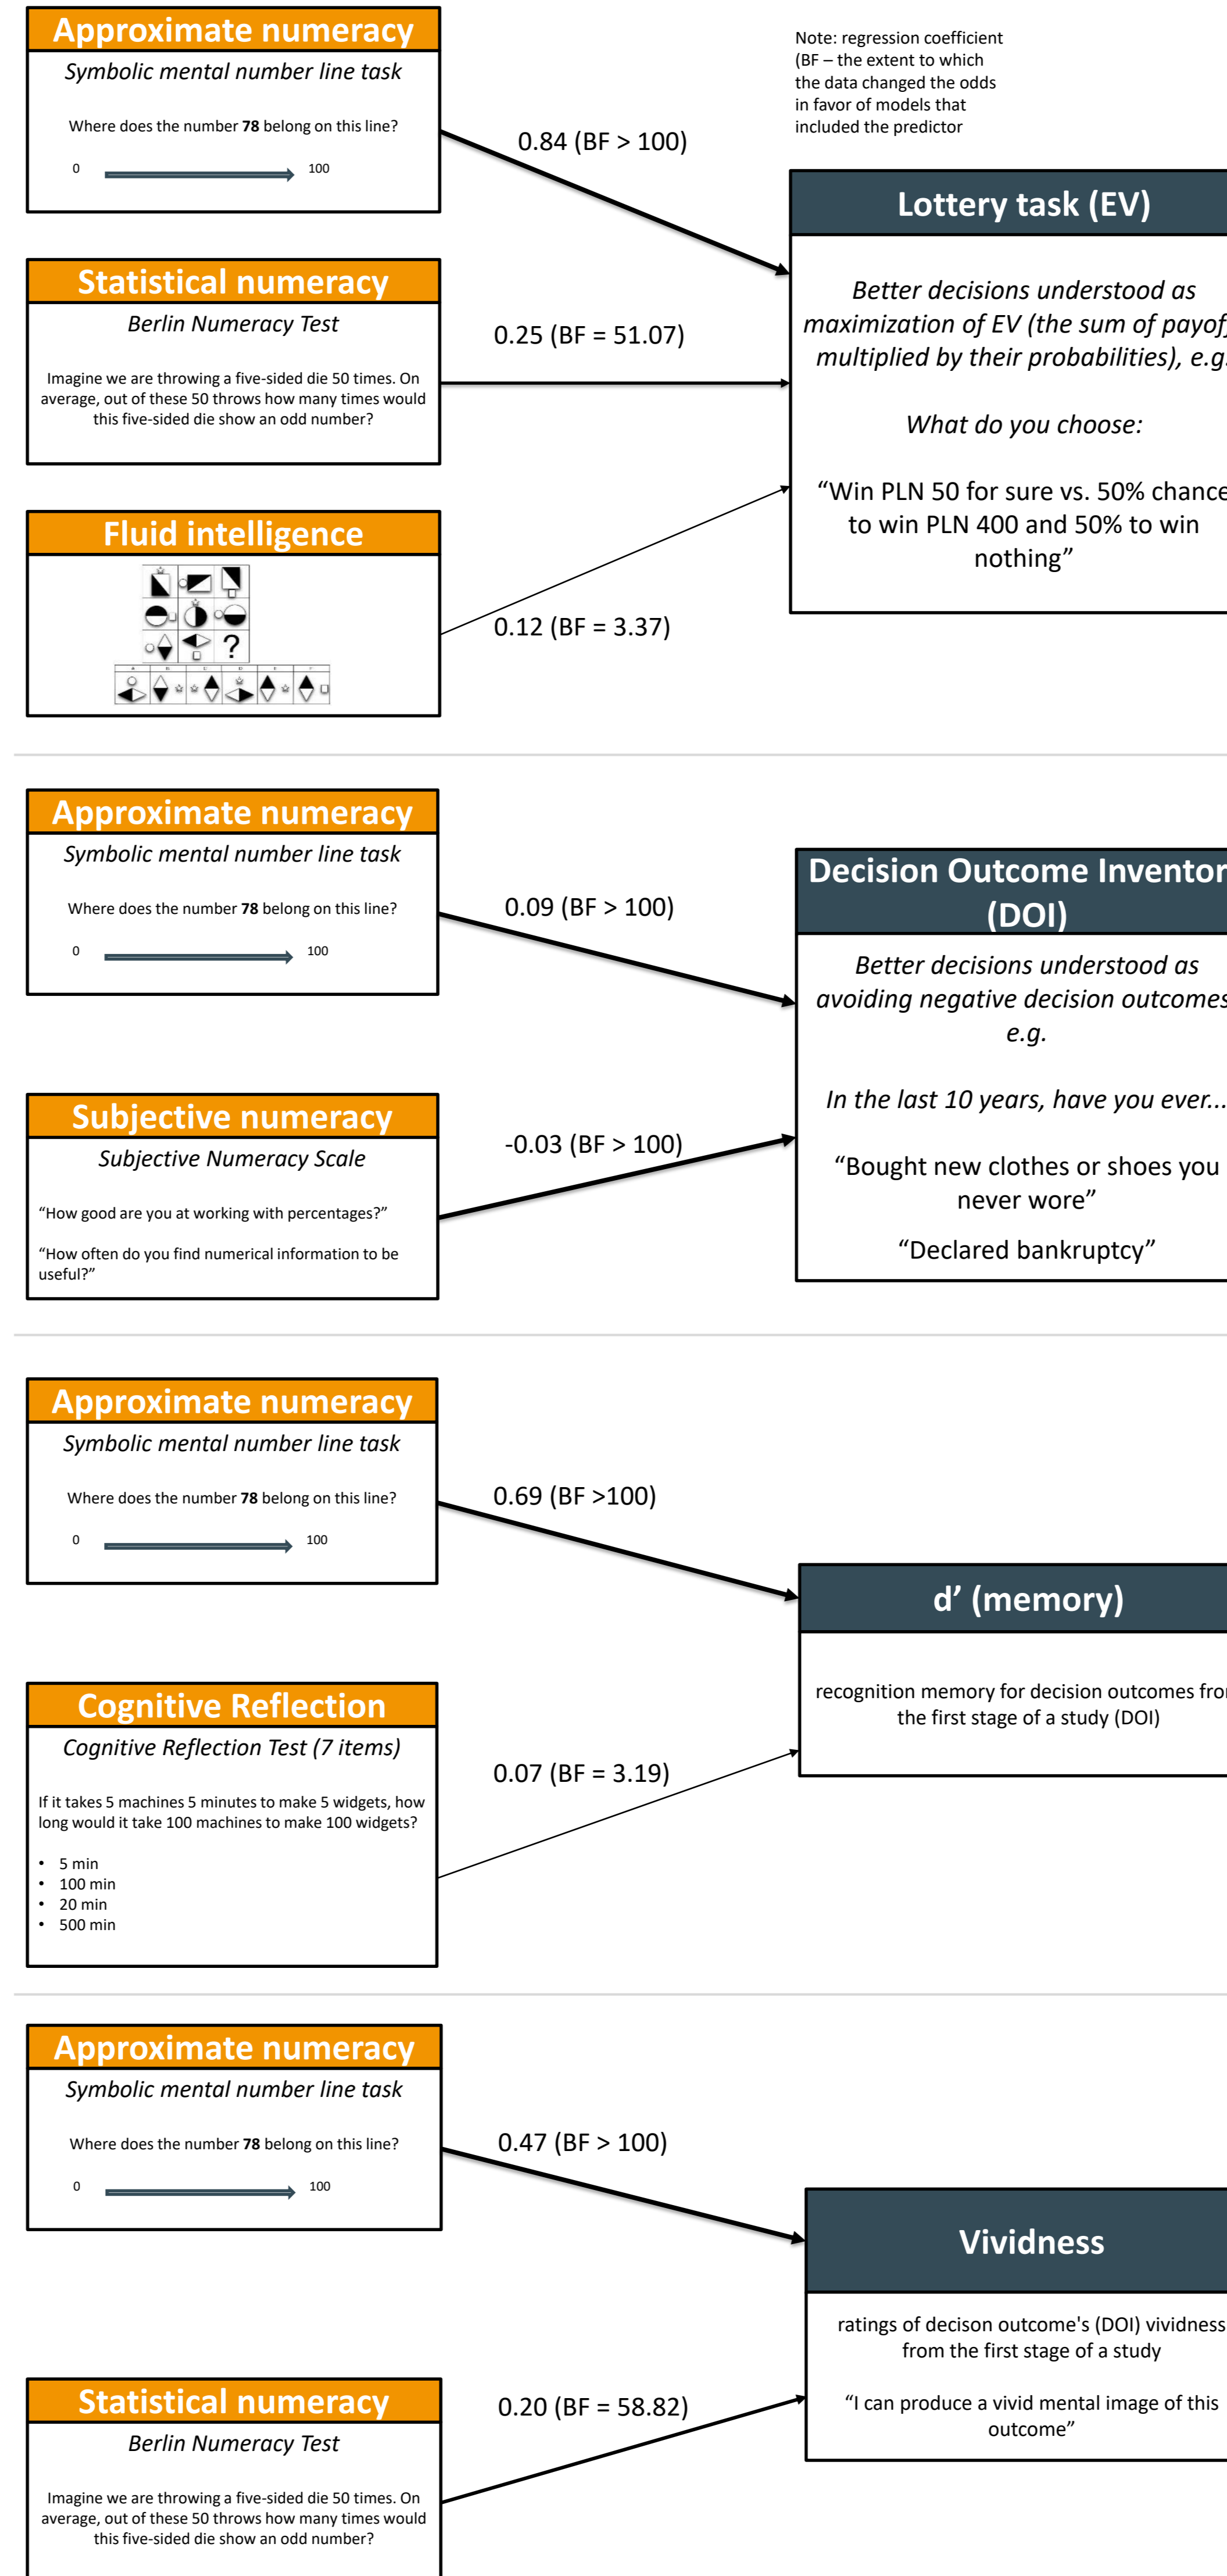 Approximate numeracy
Symbolic mental number line task
Where does the number 78 belong on this line?
0 100
0.84 (BF > 100)
Note: regression coefficient
(BF – the extent to which
the data changed the odds
in favor of models that
included the predictor
Statistical numeracy
Berlin Numeracy Test
Imagine we are throwing a five-sided die 50 times. On
average, out of these 50 throws how many times would
this five-sided die show an odd number?
0.25 (BF = 51.07)
Fluid intelligence
?
0.12 (BF = 3.37)
Lottery task (EV)
Better decisions understood as
maximization of EV (the sum of payof
multiplied by their probabilities), e.g.
What do you choose:
“Win PLN 50 for sure vs. 50% chance
to win PLN 400 and 50% to win
nothing”
Approximate numeracy
Symbolic mental number line task
Where does the number 78 belong on this line?
0 100
0.09 (BF > 100)
Subjective numeracy
Subjective Numeracy Scale
“How good are you at working with percentages?”
“How often do you find numerical information to be
useful?”
-0.03 (BF > 100)
Decision Outcome Inventor
(DOI)
Better decisions understood as
avoiding negative decision outcomes
e.g.
In the last 10 years, have you ever...
“Bought new clothes or shoes you
never wore”
“Declared bankruptcy”
Approximate numeracy
Symbolic mental number line task
Where does the number 78 belong on this line?
0 100
0.69 (BF >100)
Cognitive Reflection
Cognitive Reflection Test (7 items)
If it takes 5 machines 5 minutes to make 5 widgets, how
long would it take 100 machines to make 100 widgets?
• 5 min
• 100 min
• 20 min
• 500 min
0.07 (BF = 3.19)
d’ (memory)
recognition memory for decision outcomes fro
the first stage of a study (DOI)
Approximate numeracy
Symbolic mental number line task
Where does the number 78 belong on this line?
0 100
0.47 (BF > 100)
Statistical numeracy
Berlin Numeracy Test
Imagine we are throwing a five-sided die 50 times. On
average, out of these 50 throws how many times would
this five-sided die show an odd number?
0.20 (BF = 58.82)
Vividness
ratings of decison outcome's (DOI) vividness
from the first stage of a study
“I can produce a vivid mental image of this
outcome”